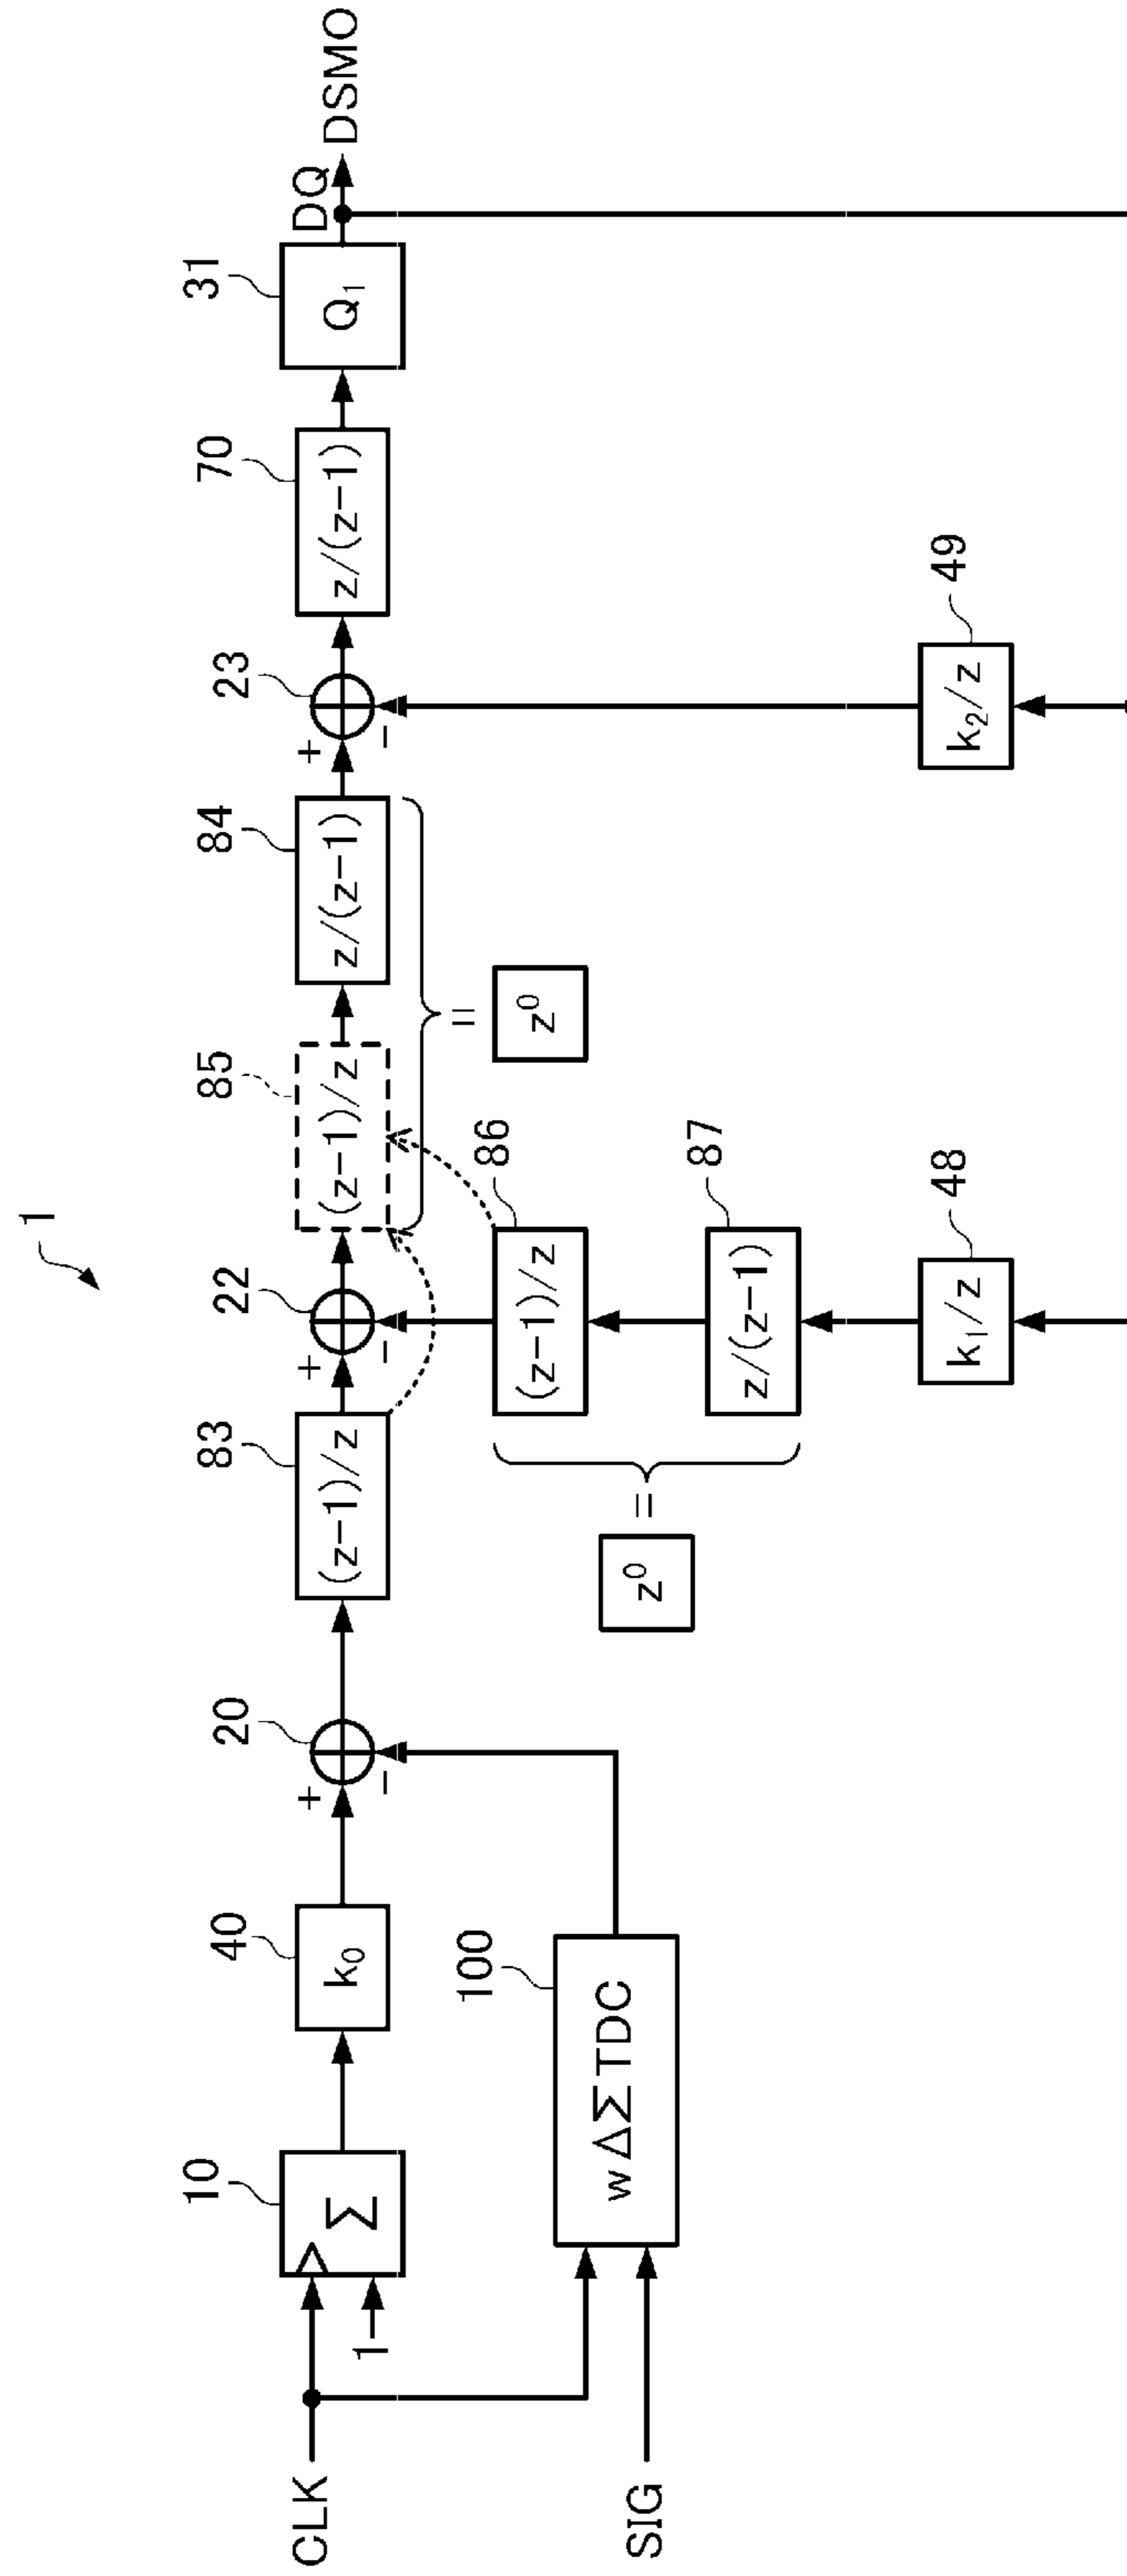 1
CLK
1
10
Σ
40
k₀
20
+
−
83
(z−1)/z
22
+
−
85
(z−1)/z
84
z/(z−1)
23
+
−
70
z/(z−1)
31
Q₁
DQ
DSMO
=
z⁰
SIG
100
wΔΣTDC
z⁰
=
86
(z−1)/z
87
z/(z−1)
48
k₁/z
49
k₂/z